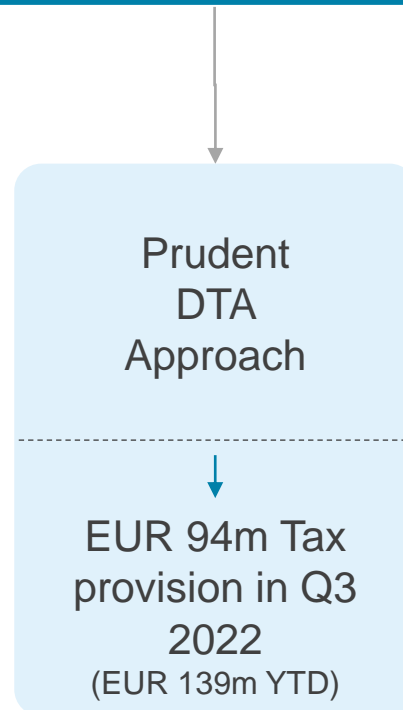 Prudent
DTA
Approach
EUR 94m Tax
provision in Q3
2022
(EUR 139m YTD)